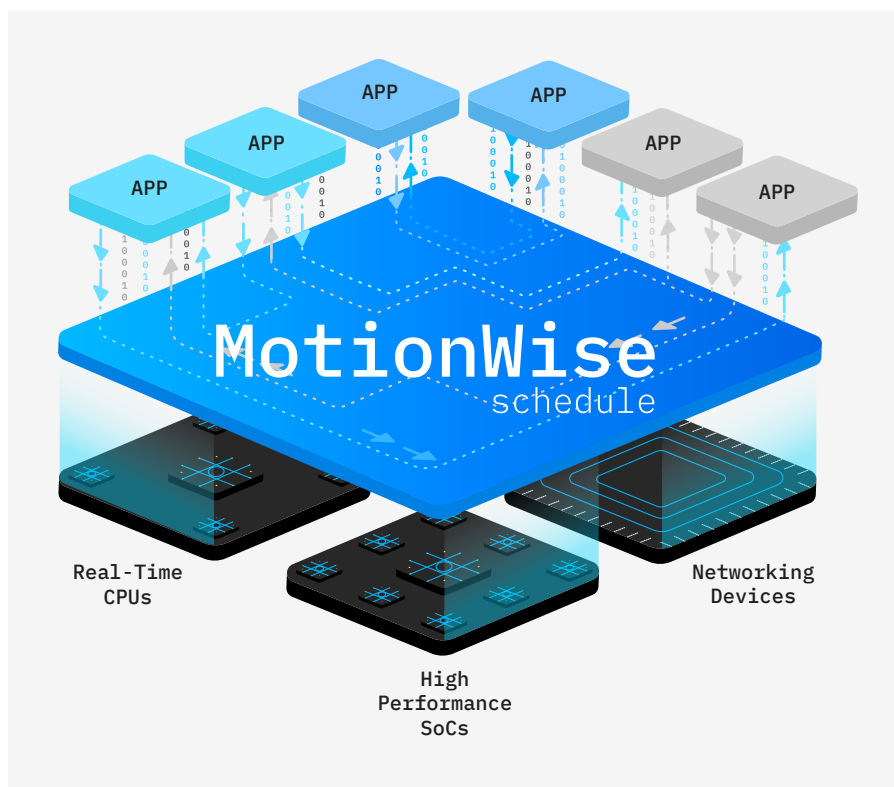 APP
APP
APP
APP
APP
APP
MotionWise
schedule
Real-Time
CPUs
Networking
Devices
High
Performance
SoCs